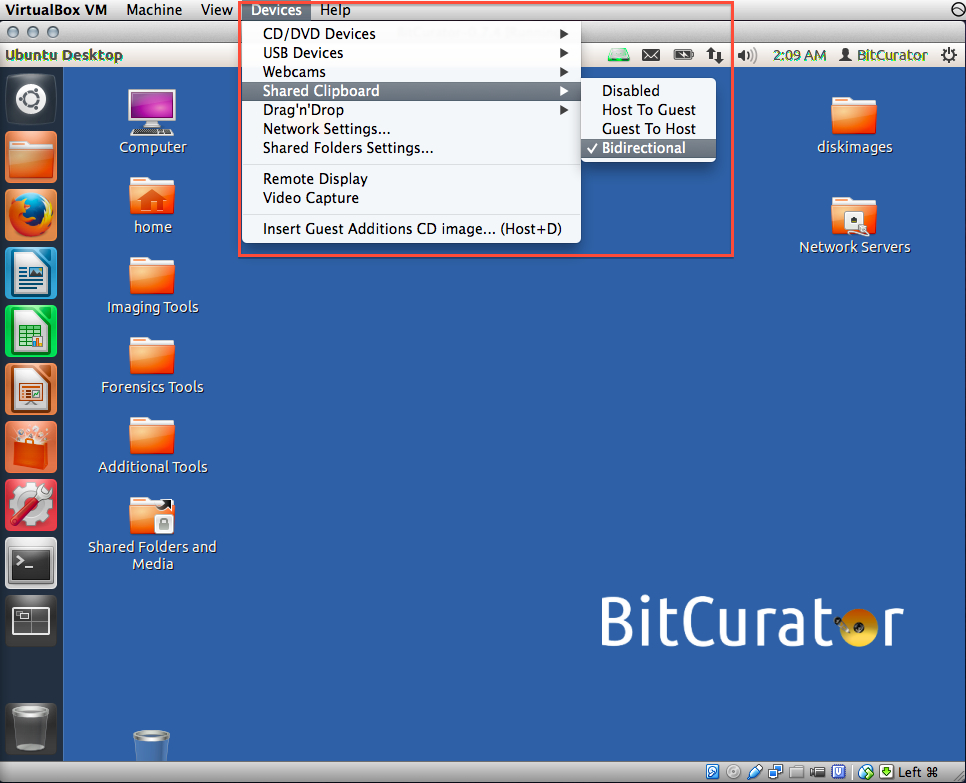 VirtualBox VM Machine View Devices Help
Ubuntu Desktop 2:09 AM BitCurator
CD/DVD Devices
USB Devices
Webcams
Shared Clipboard
Drag'n'Drop
Network Settings...
Shared Folders Settings...
Remote Display
Video Capture
Insert Guest Additions CD image... (Host+D)
Disabled
Host To Guest
Guest To Host
✓ Bidirectional
Computer
home
Imaging Tools
Forensics Tools
Additional Tools
Shared Folders and
Media
diskimages
Network Servers
BitCurator
Left ⌘